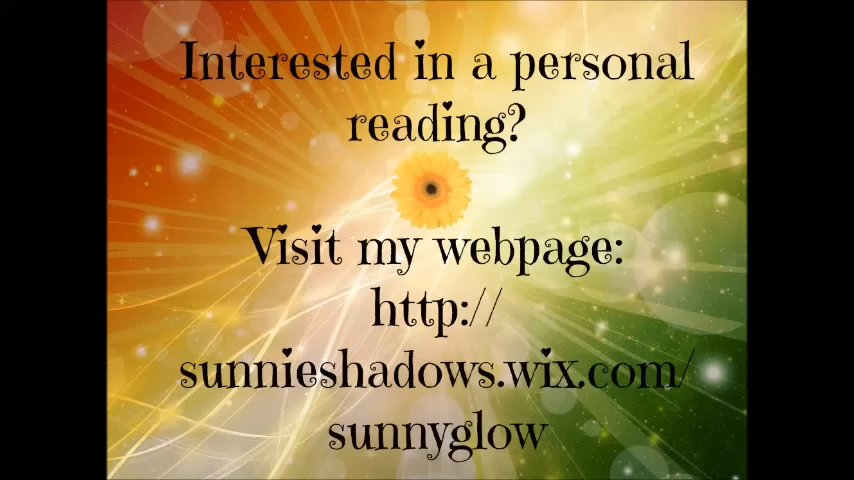 Interested in a personal
reading?
Visit my webpage:
http://
sunnieshadows.wix.com/
sunnyglow